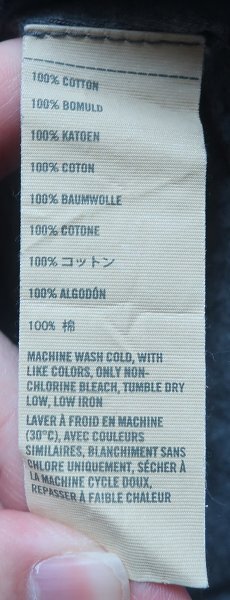 100% COTTON
100% BOMULD
100% KATOEN
100% COTON
100% BAUMWOLLE
100% COTONE
100% コットン
100% ALGODÓN
100% 棉
MACHINE WASH COLD, WITH
LIKE COLORS, ONLY NON-
CHLORINE BLEACH, TUMBLE DRY
LOW, LOW IRON
LAVER À FROID EN MACHINE
(30°C), AVEC COULEURS
SIMILAIRES, BLANCHIMENT SANS
CHLORE UNIQUEMENT, SÉCHER À
LA MACHINE CYCLE DOUX,
REPASSER À FAIBLE CHALEUR